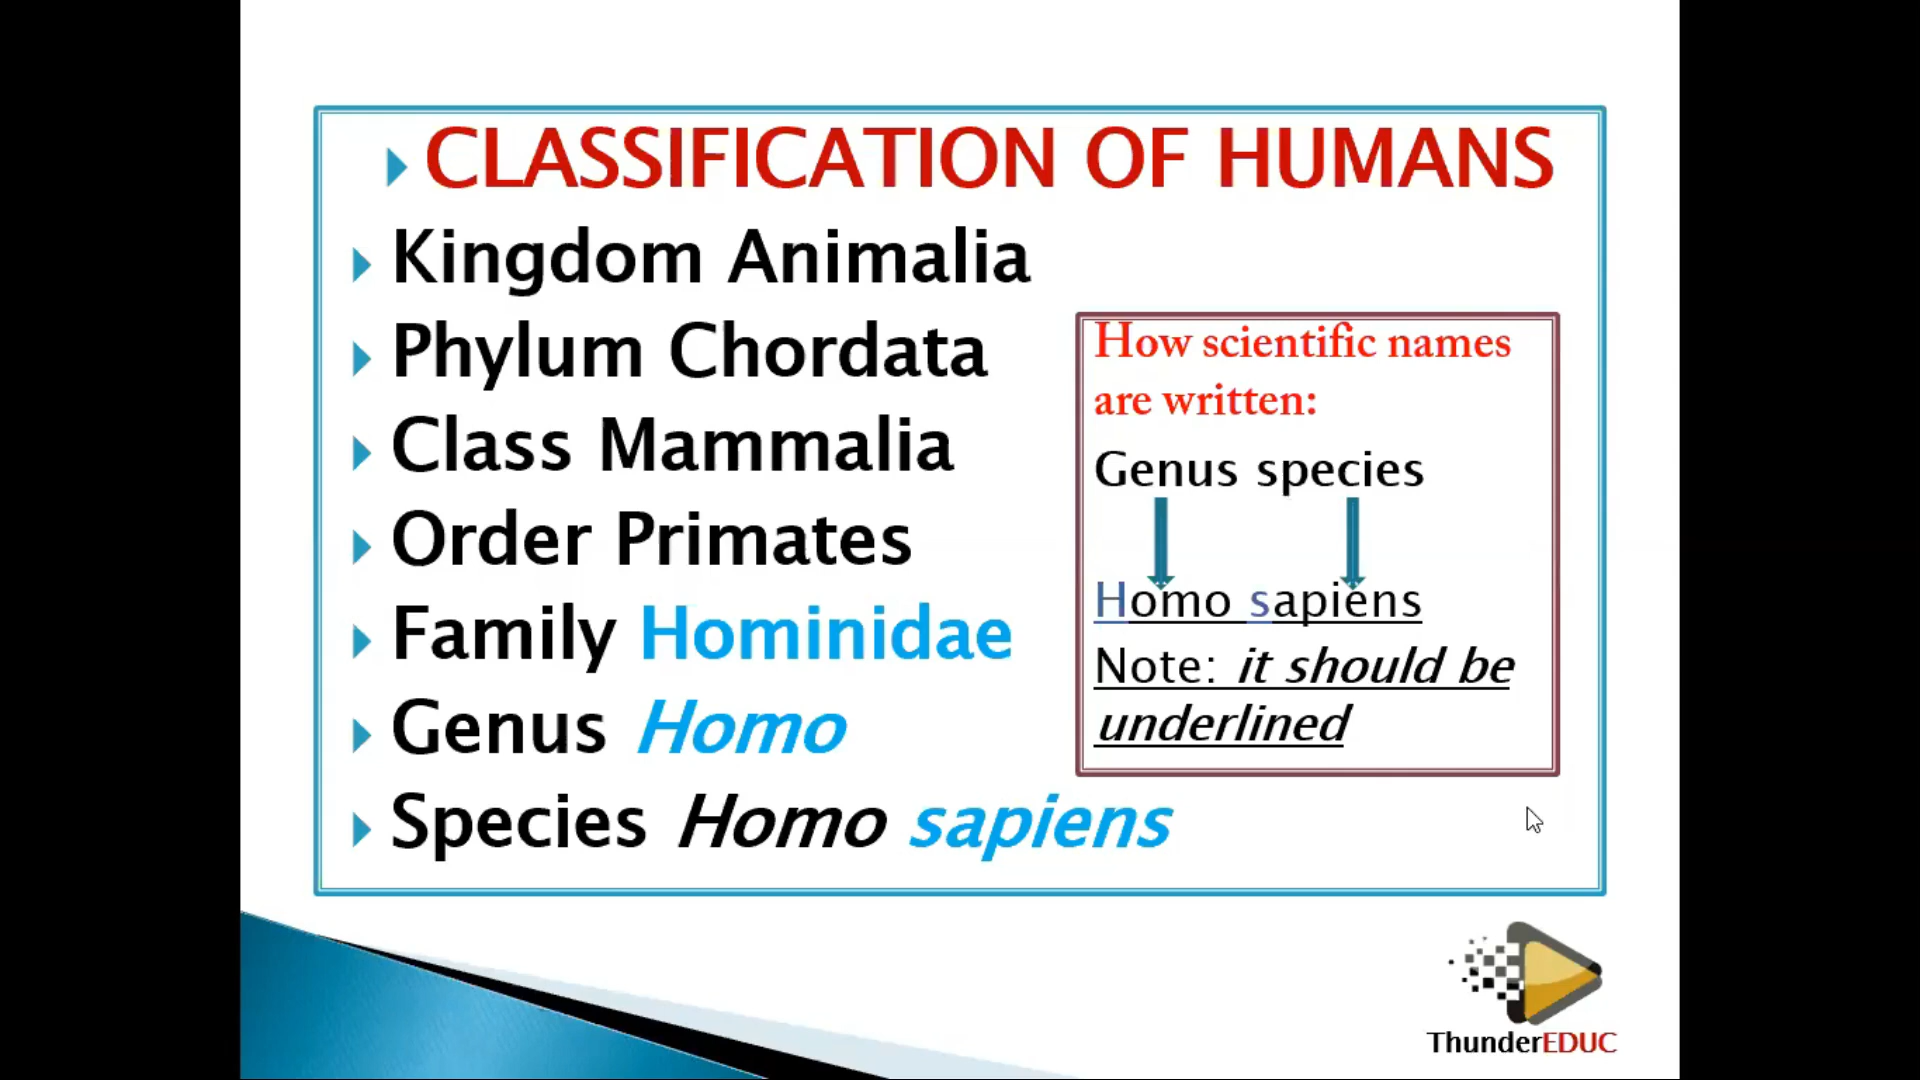 CLASSIFICATION OF HUMANS
Kingdom Animalia
Phylum Chordata
Class Mammalia
Order Primates
Family Hominidae
Genus Homo
Species Homo sapiens
How scientific names
are written:
Genus species
Homo sapiens
Note: it should be
underlined
ThunderEDUC